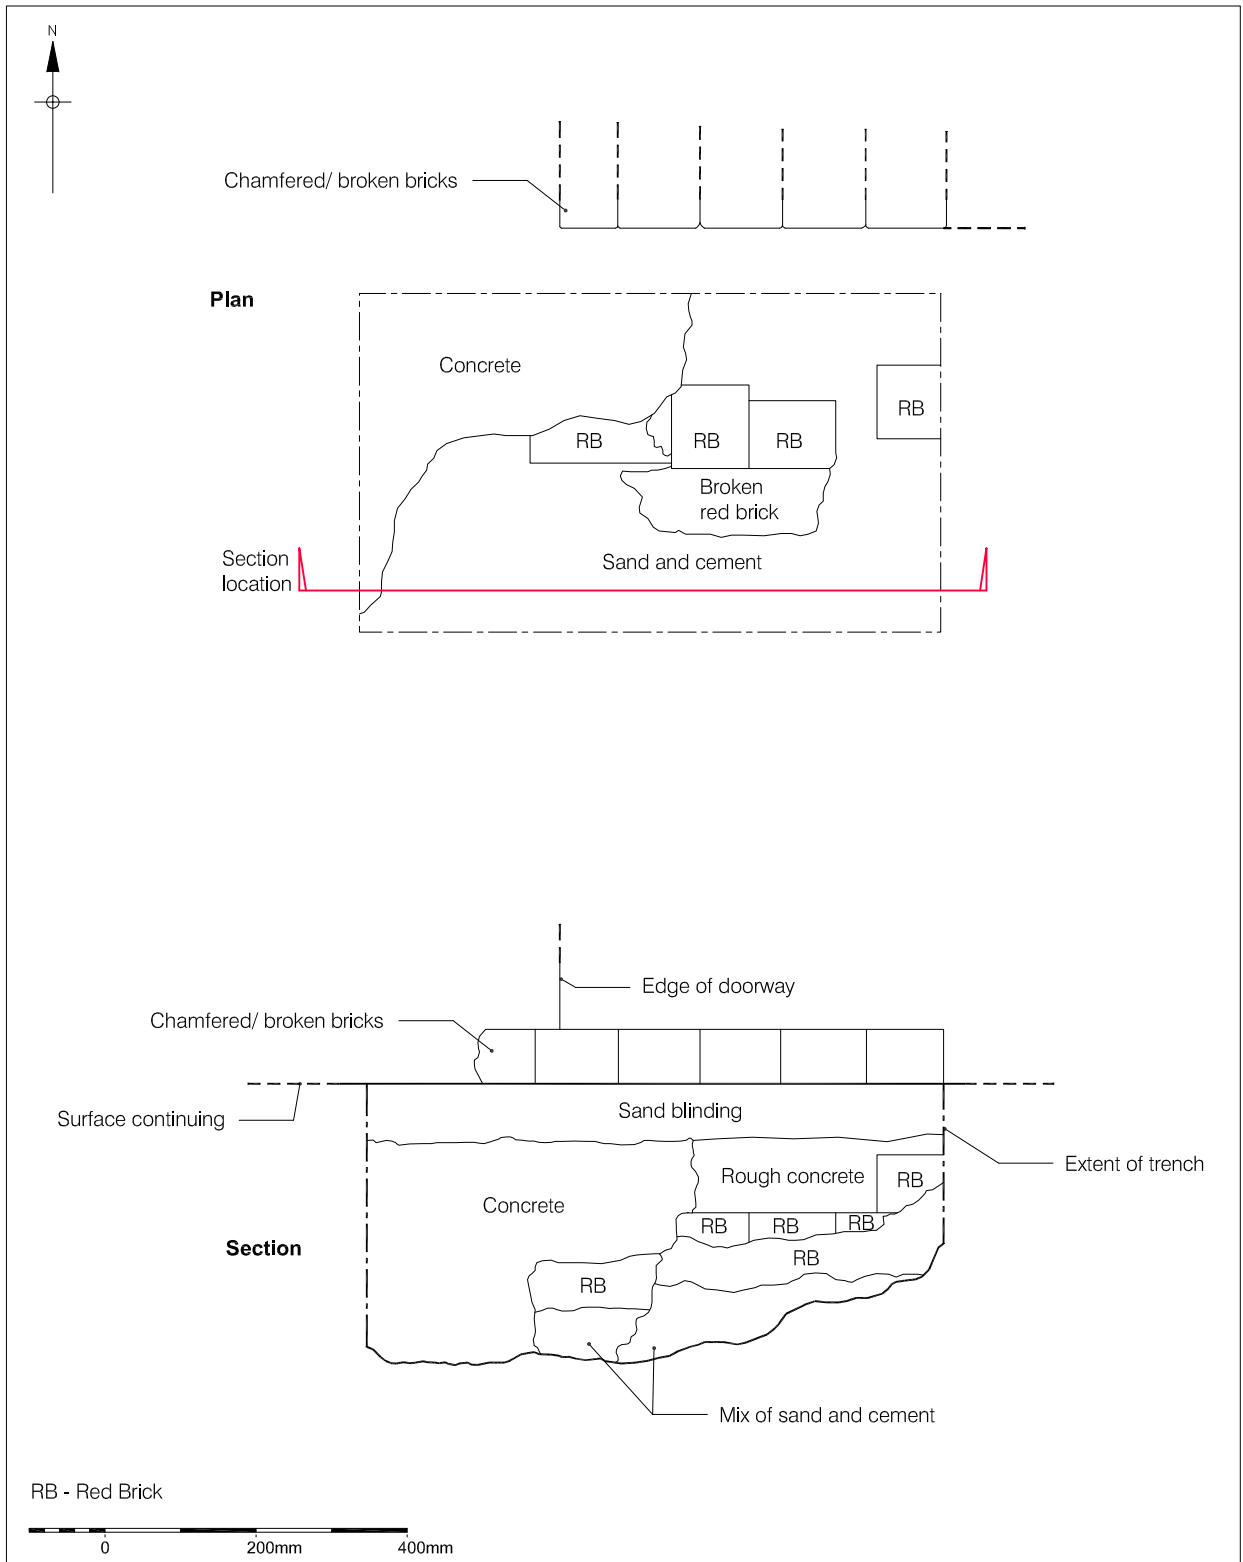 N
Chamfered/ broken bricks
Plan
Concrete
RB
RB
RB
RB
Broken
red brick
Section
location
Sand and cement
Edge of doorway
Chamfered/ broken bricks
Surface continuing
Sand blinding
Extent of trench
Rough concrete
RB
Concrete
RB
RB
RB
Section
RB
RB
Mix of sand and cement
RB - Red Brick
0
200mm
400mm